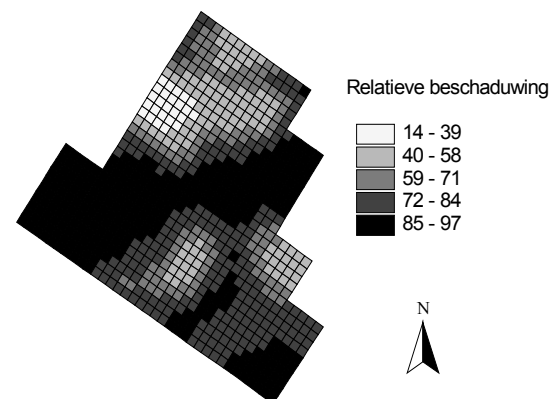 Relatieve beschaduwing
14 - 39
40 - 58
59 - 71
72 - 84
85 - 97
N